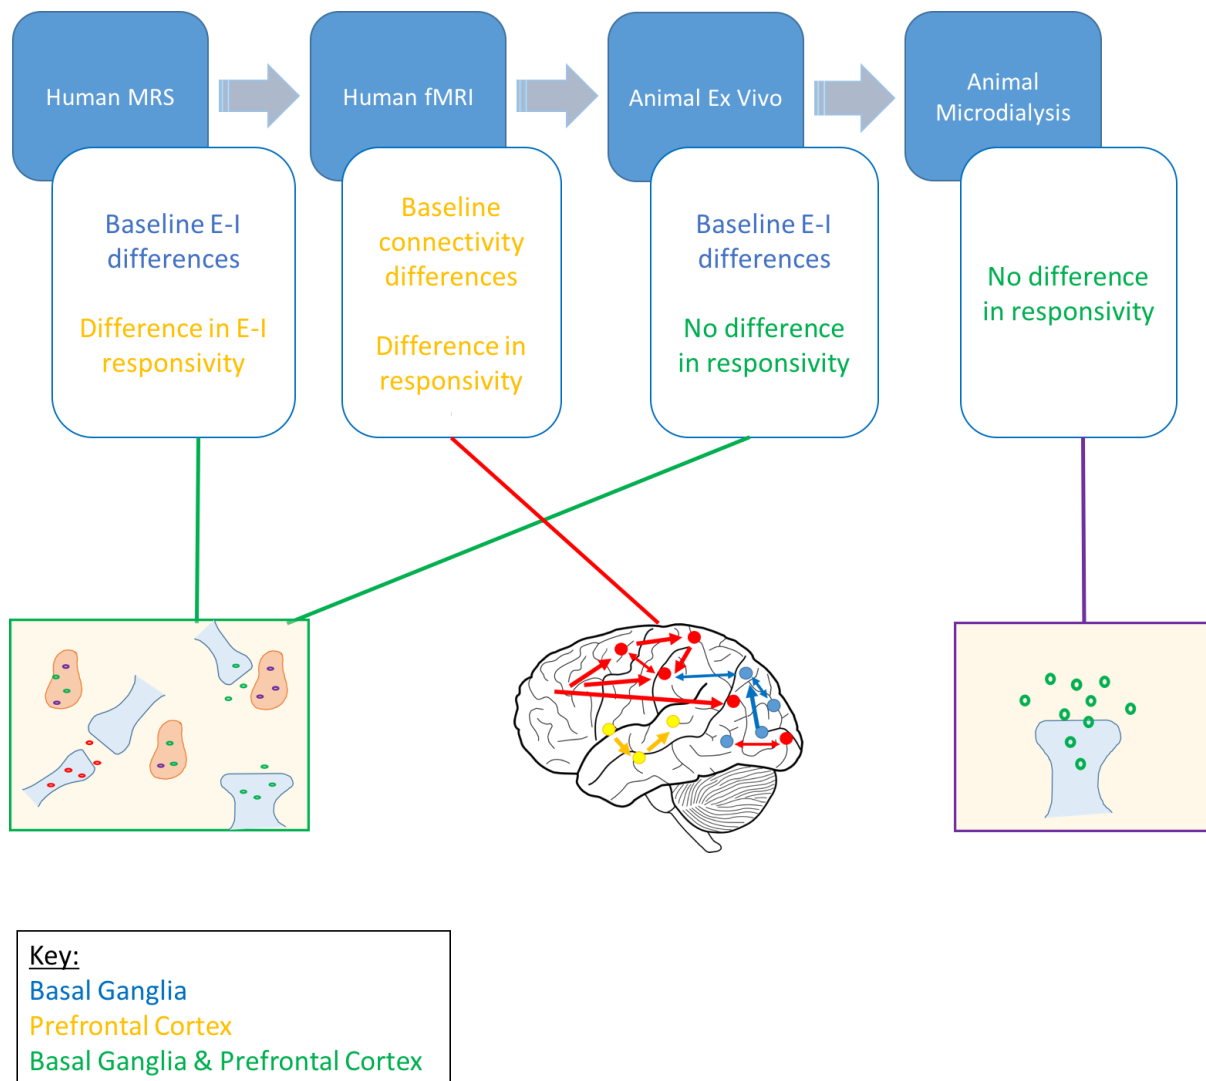 Human MRS
Human fMRI
Animal Ex Vivo
Animal
Microdialysis
Baseline E-I
differences
Difference in E-I
responsivity
Baseline
connectivity
differences
Difference in
responsivity
Baseline E-I
differences
No difference
in responsivity
No difference
in responsivity
Key:
Basal Ganglia
Prefrontal Cortex
Basal Ganglia & Prefrontal Cortex